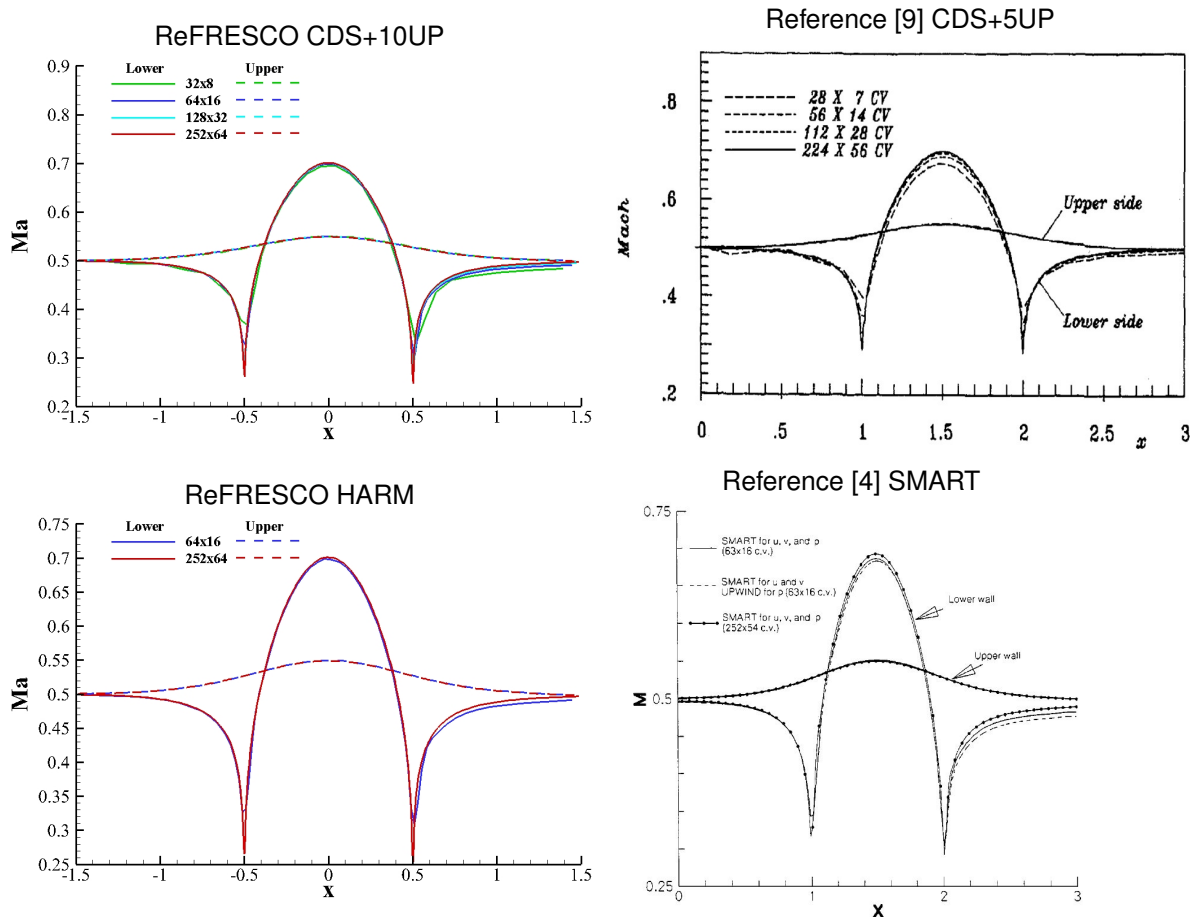 ReFRESCO CDS+10UP
Ma
0.9
0.8
0.7
0.6
0.5
0.4
0.3
0.2
Lower Upper
32x8
64x16
128x32
252x64
-1.5 -1 -0.5 0 0.5 1 1.5
x
Reference [9] CDS+5UP
Mach
.8
.6
.4
.2
28 X 7 CV
56 X 14 CV
112 X 28 CV
224 X 56 CV
Upper side
Lower side
0 .5 1 1.5 2 2.5 x 3
ReFRESCO HARM
Ma
0.75
0.7
0.65
0.6
0.55
0.5
0.45
0.4
0.35
0.3
0.25
Lower Upper
64x16
252x64
-1.5 -1 -0.5 0 0.5 1 1.5
x
Reference [4] SMART
M
0.75
0.5
0.25
SMART for u, v, and p
(63x16 c.v.)
SMART for u and v
UPWIND for p (63x16 c.v.)
SMART for u, v, and p
(252x54 c.v.)
Lower wall
Upper wall
0 1 2 3
X